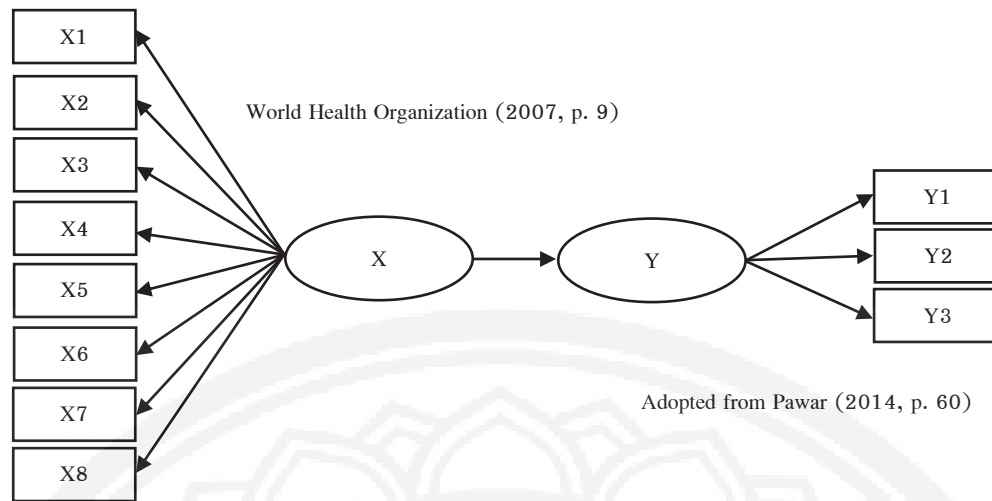 X1
X2
World Health Organization (2007, p. 9)
X3
X4
X5
X6
X7
X8
X
Y
Y1
Y2
Y3
Adopted from Pawar (2014, p. 60)